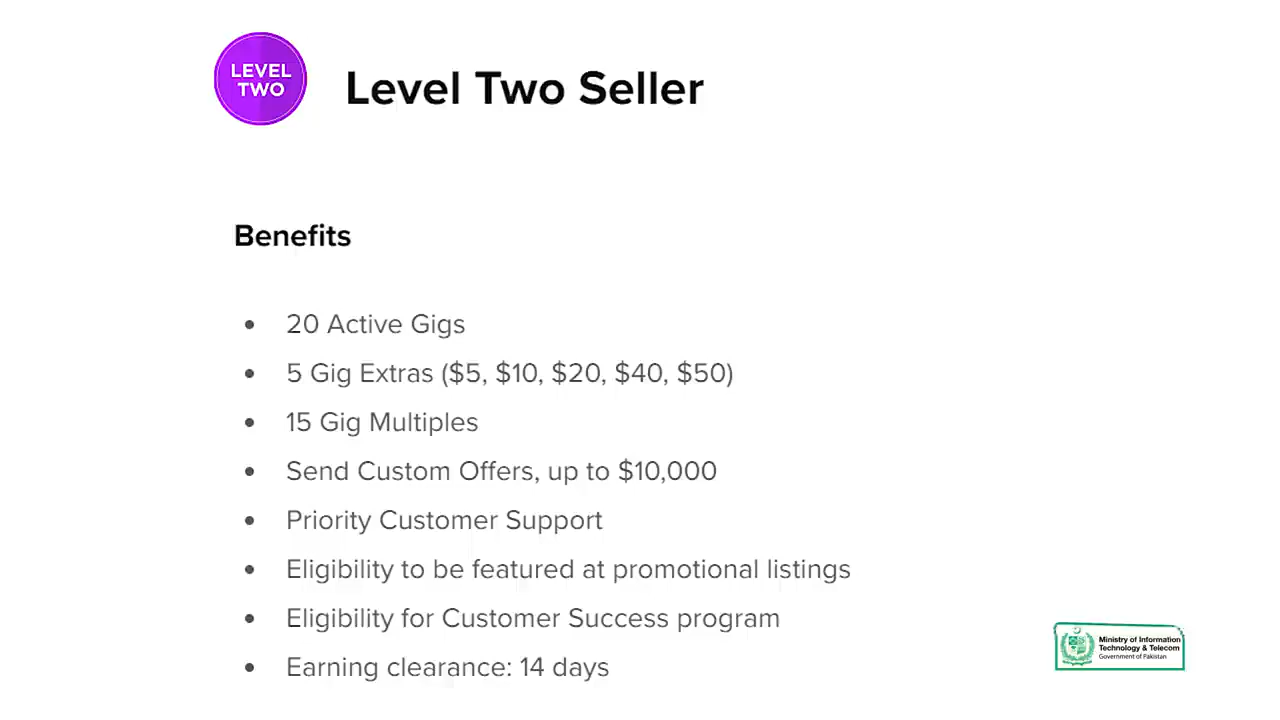 LEVEL
TWO
Level Two Seller
Benefits
• 20 Active Gigs
• 5 Gig Extras ($5, $10, $20, $40, $50)
• 15 Gig Multiples
• Send Custom Offers, up to $10,000
• Priority Customer Support
• Eligibility to be featured at promotional listings
• Eligibility for Customer Success program
• Earning clearance: 14 days
Ministry of Information
Technology & Telecom
Government of Pakistan